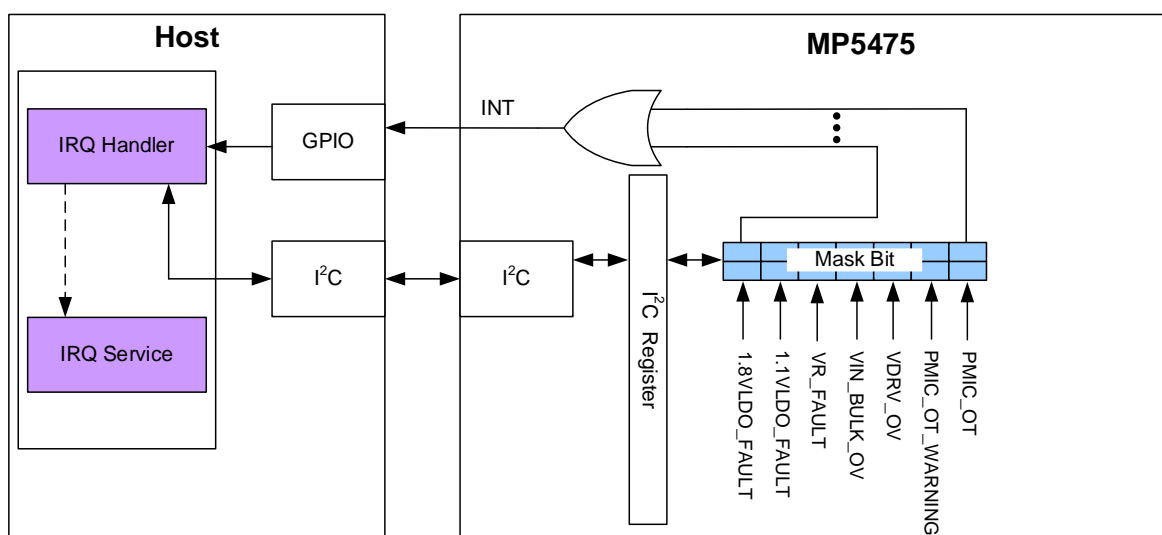 Host
MP5475
INT
IRQ Handler
GPIO
Mask Bit
I²C
I²C
I²C Register
IRQ Service
1.8VLDO_FAULT
1.1VLDO_FAULT
VR_FAULT
VIN_BULK_OV
VDRV_OV
PMIC_OT_WARNING
PMIC_OT